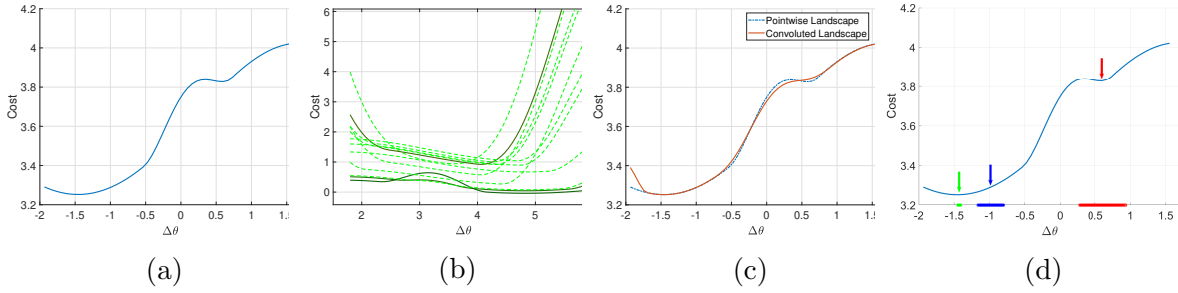 4.2
4
3.8
3.6
3.4
3.2
Cost
-2 -1.5 -1 -0.5 0 0.5 1 1.5
Δθ
(a)
6
5
4
3
2
1
0
Cost
2 3 4 5
Δθ
(b)
4.2
4
3.8
3.6
3.4
3.2
Cost
Pointwise Landscape
Convoluted Landscape
-2 -1.5 -1 -0.5 0 0.5 1 1.5
Δθ
(c)
4.2
4
3.8
3.6
3.4
3.2
Cost
-2 -1.5 -1 -0.5 0 0.5 1 1.5
Δθ
(d)